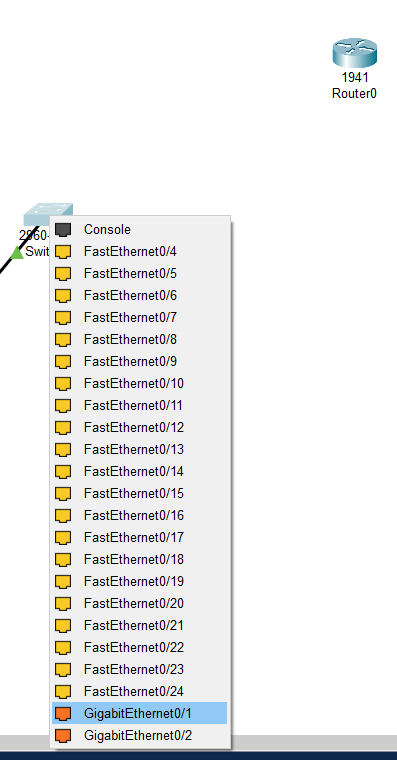 1941
Router0
2960-
Swit
Console
FastEthernet0/4
FastEthernet0/5
FastEthernet0/6
FastEthernet0/7
FastEthernet0/8
FastEthernet0/9
FastEthernet0/10
FastEthernet0/11
FastEthernet0/12
FastEthernet0/13
FastEthernet0/14
FastEthernet0/15
FastEthernet0/16
FastEthernet0/17
FastEthernet0/18
FastEthernet0/19
FastEthernet0/20
FastEthernet0/21
FastEthernet0/22
FastEthernet0/23
FastEthernet0/24
GigabitEthernet0/1
GigabitEthernet0/2